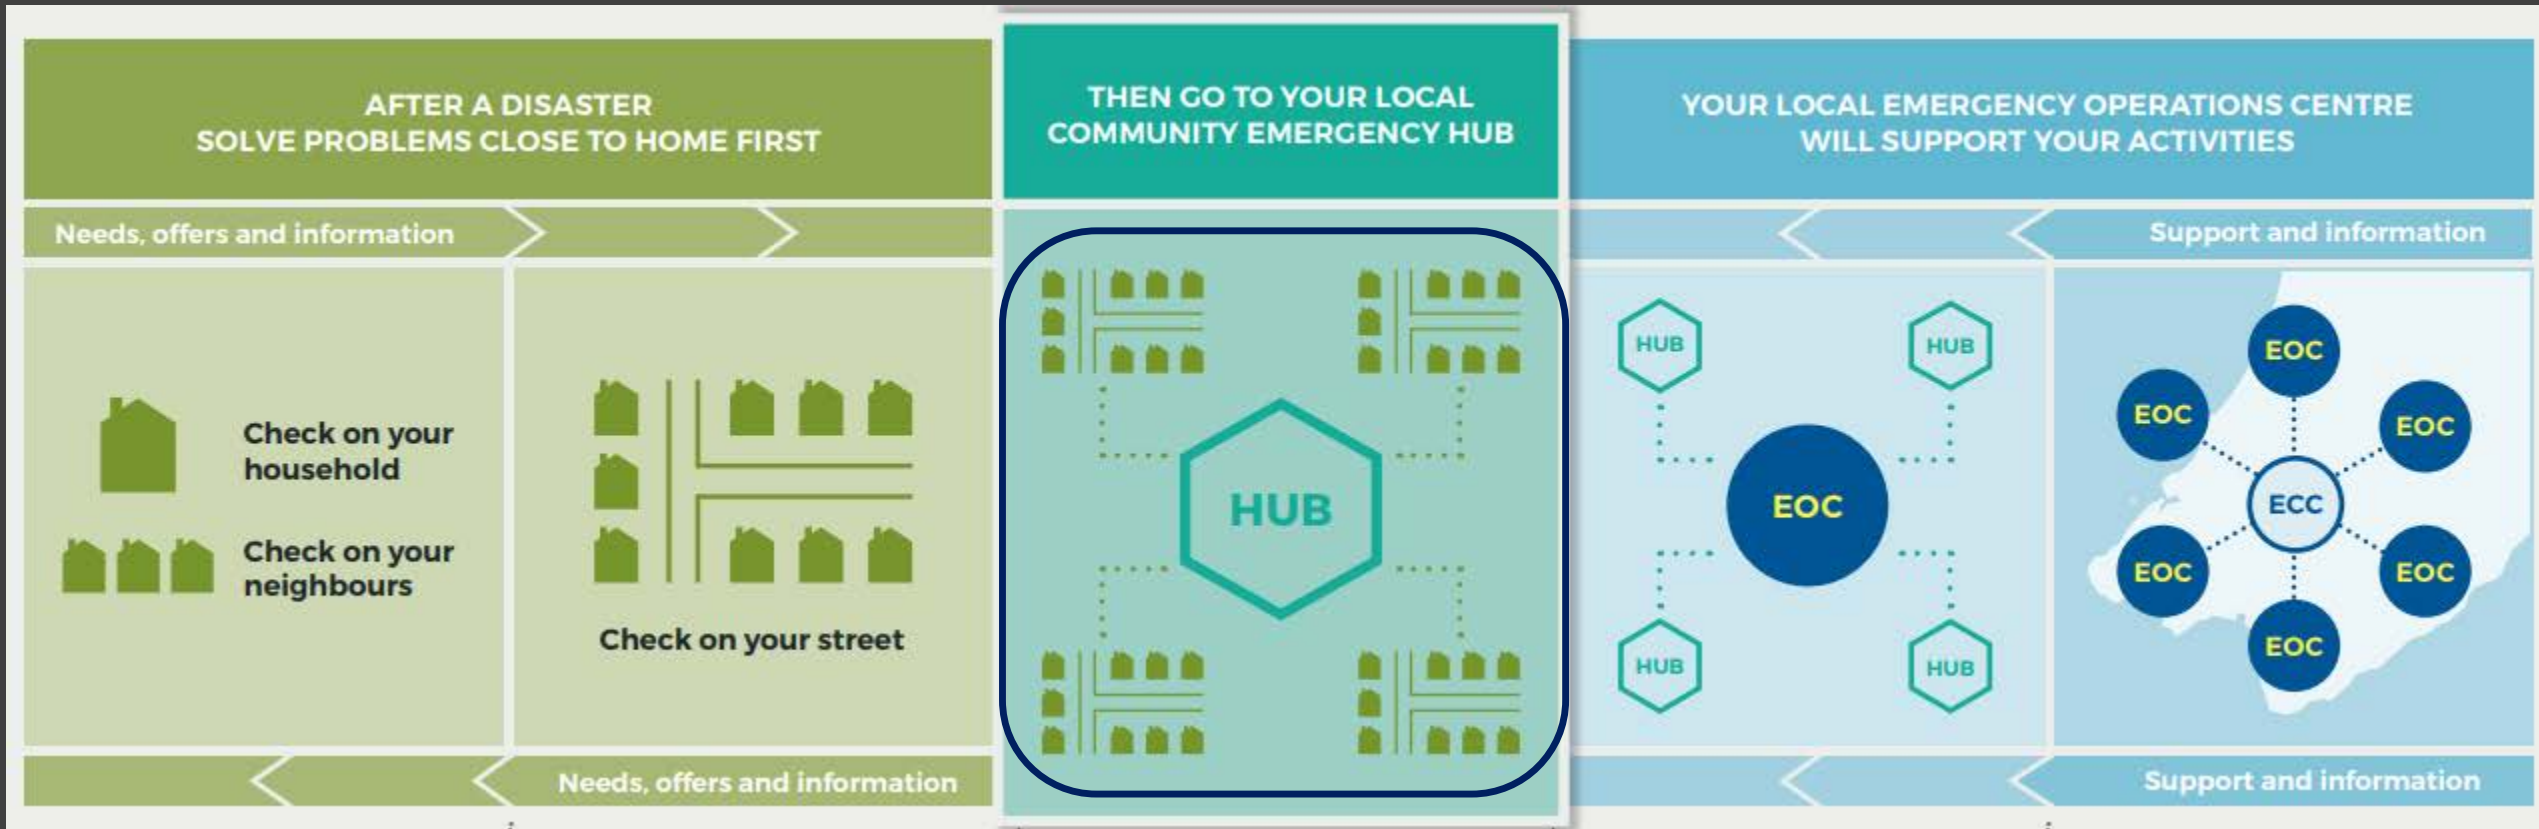 AFTER A DISASTER
SOLVE PROBLEMS CLOSE TO HOME FIRST
Needs, offers and information
Check on your
household
Check on your
neighbours
Check on your street
Needs, offers and information
THEN GO TO YOUR LOCAL
COMMUNITY EMERGENCY HUB
HUB
YOUR LOCAL EMERGENCY OPERATIONS CENTRE
WILL SUPPORT YOUR ACTIVITIES
Support and information
HUB
HUB
EOC
HUB
HUB
EOC
EOC
EOC
ECC
EOC
EOC
EOC
Support and information